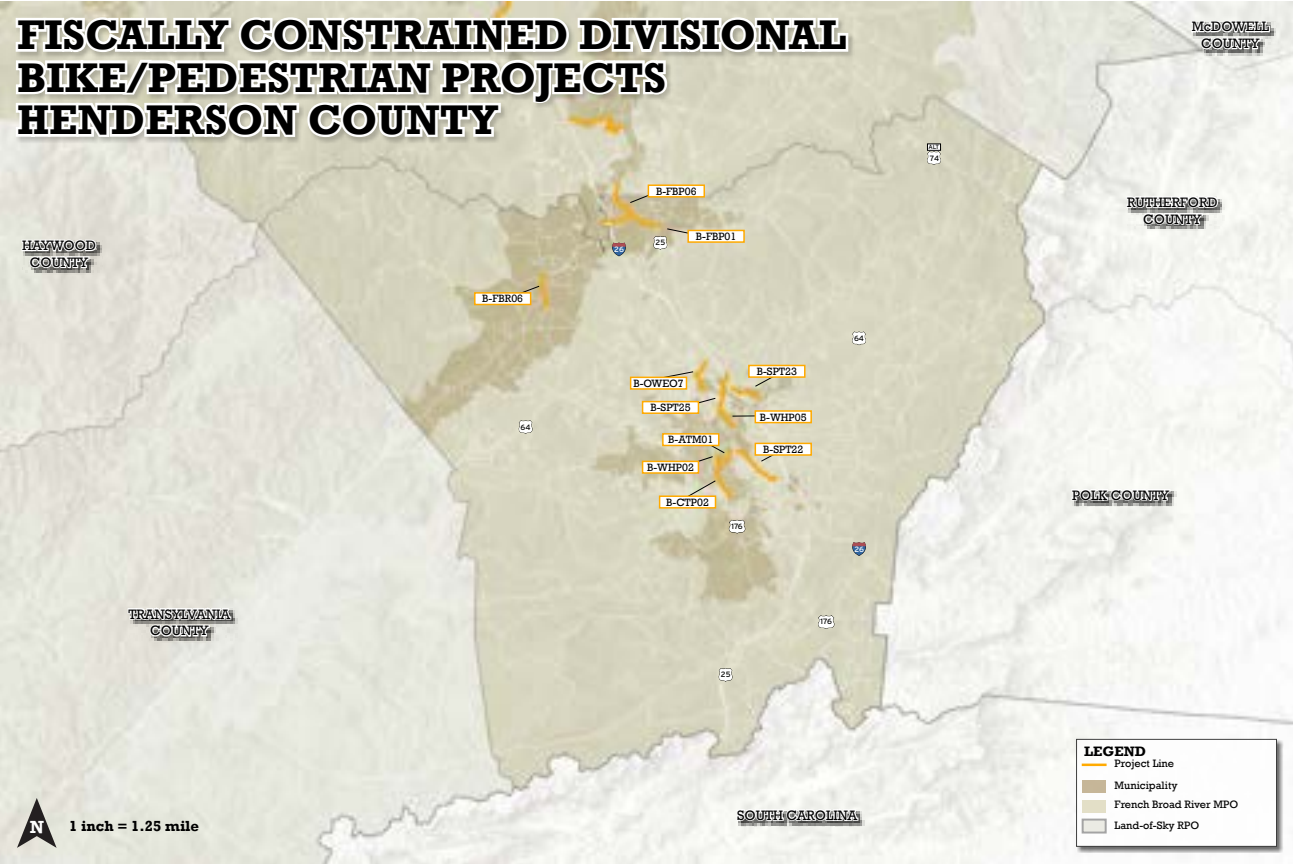 FISCALLY CONSTRAINED DIVISIONAL
BIKE/PEDESTRIAN PROJECTS
HENDERSON COUNTY
McDOWELL
COUNTY
ALT
74
RUTHERFORD
COUNTY
HAYWOOD
COUNTY
B-FBP06
B-FBP01
25
26
B-FBR06
64
B-OWEO7
B-SPT23
B-SPT25
B-WHP05
64
B-ATM01
B-SPT22
B-WHP02
B-CTP02
POLK COUNTY
176
26
TRANSYLVANIA
COUNTY
176
25
SOUTH CAROLINA
N
1 inch = 1.25 mile
LEGEND
Project Line
Municipality
French Broad River MPO
Land-of-Sky RPO